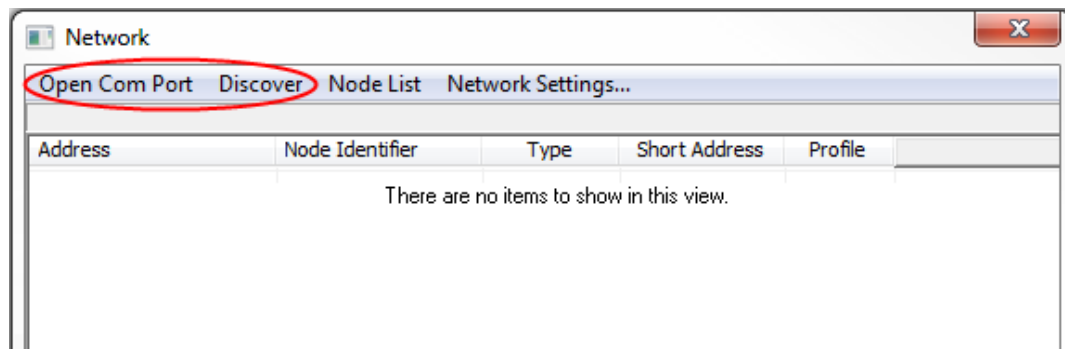 Network
Open Com Port Discover Node List Network Settings...
Address Node Identifier Type Short Address Profile
There are no items to show in this view.